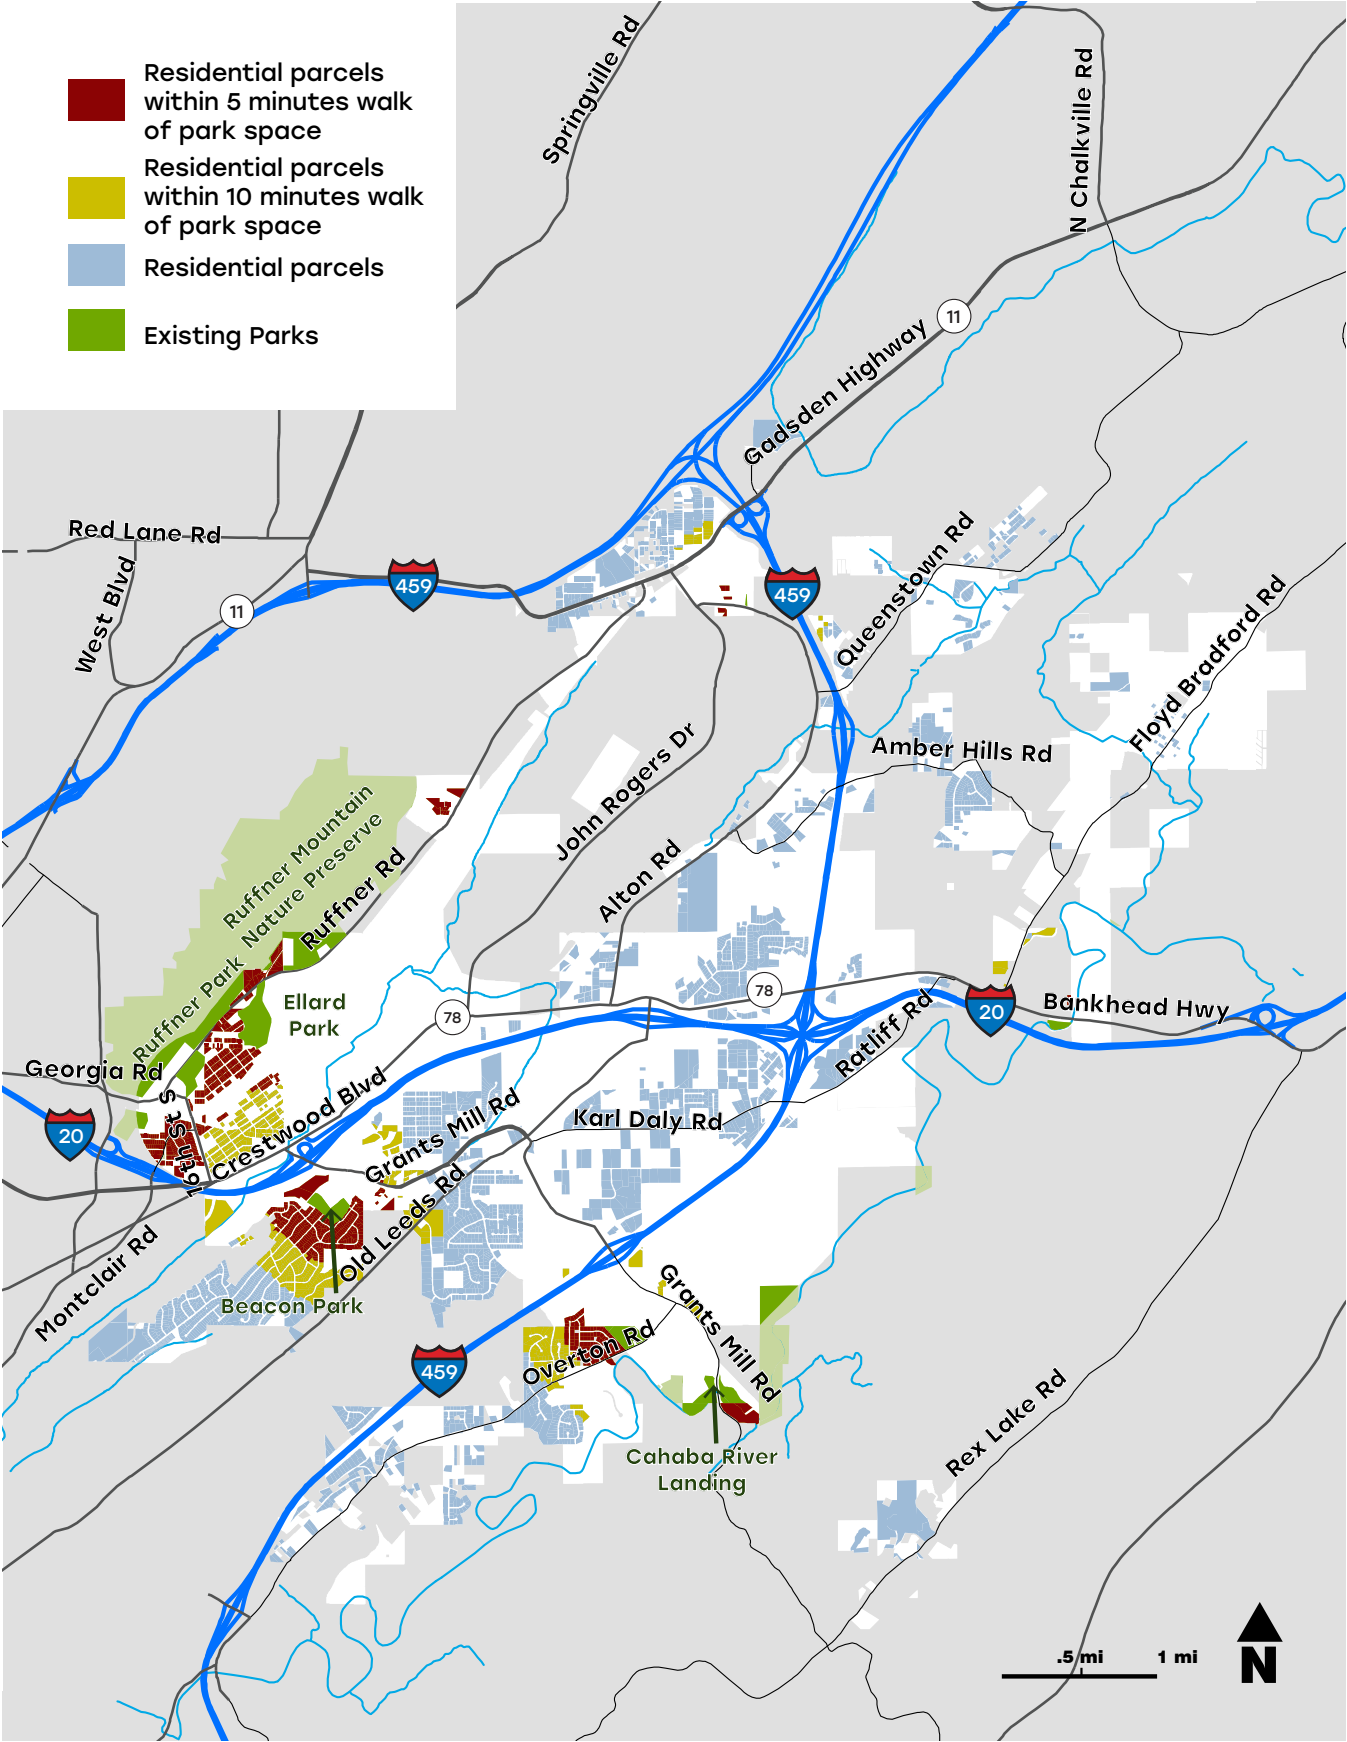 Residential parcels
within 5 minutes walk
of park space
Residential parcels
within 10 minutes walk
of park space
Residential parcels
Existing Parks
Springville Rd
N Chalkville Rd
11
Gadsden Highway
Red Lane Rd
West Blvd
11
459
459
Queenstown Rd
Floyd Bradford Rd
Amber Hills Rd
John Rogers Dr
Alton Rd
Ruffner Mountain
Nature Preserve
Ruffner Rd
Ruffner Park
Ellard
Park
78
78
20
Bankhead Hwy
Ratliff Rd
Georgia Rd
20
16th St S
Crestwood Blvd
Grants Mill Rd
Karl Daly Rd
Old Leeds Rd
Montclair Rd
Beacon Park
459
Overton Rd
Grants Mill Rd
Cahaba River
Landing
Rex Lake Rd
.5 mi
1 mi
N